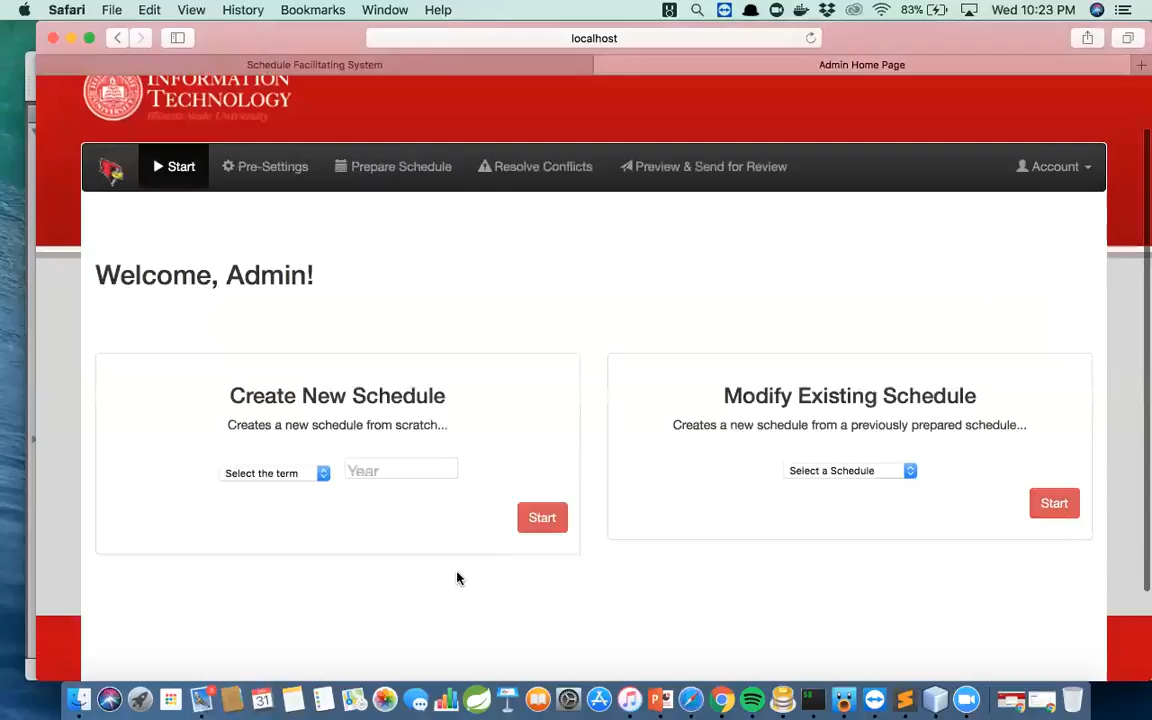 Safari File Edit View History Bookmarks Window Help 83% Wed 10:23 PM
localhost
Schedule Facilitating System Admin Home Page
INFORMATION
TECHNOLOGY
Illinois State University
Start Pre-Settings Prepare Schedule Resolve Conflicts Preview & Send for Review Account
Welcome, Admin!
Create New Schedule
Creates a new schedule from scratch...
Select the term Year
Start
Modify Existing Schedule
Creates a new schedule from a previously prepared schedule...
Select a Schedule
Start